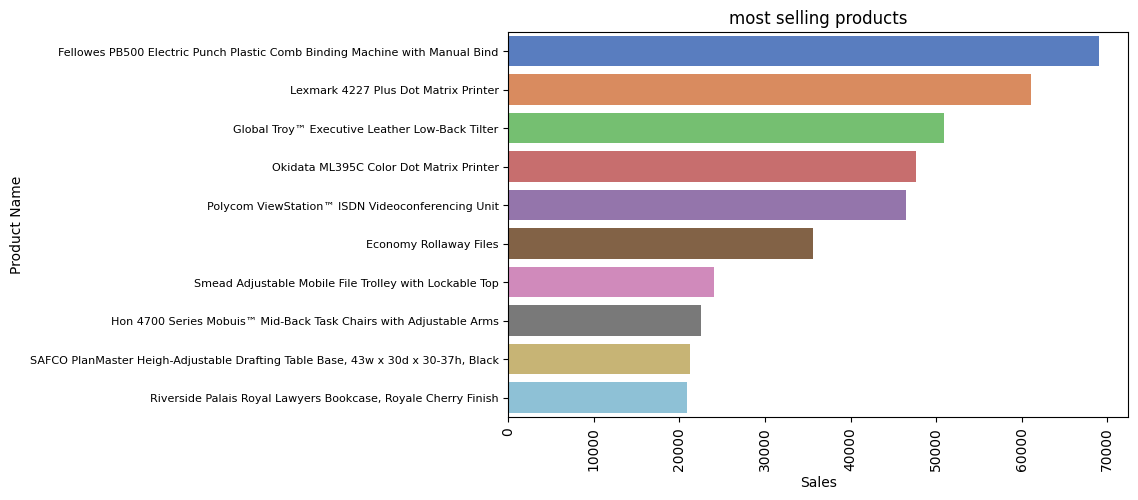 most selling products
Product Name
Fellowes PB500 Electric Punch Plastic Comb Binding Machine with Manual Bind
Lexmark 4227 Plus Dot Matrix Printer
Global Troy™ Executive Leather Low-Back Tilter
Okidata ML395C Color Dot Matrix Printer
Polycom ViewStation™ ISDN Videoconferencing Unit
Economy Rollaway Files
Smead Adjustable Mobile File Trolley with Lockable Top
Hon 4700 Series Mobuis™ Mid-Back Task Chairs with Adjustable Arms
SAFCO PlanMaster Heigh-Adjustable Drafting Table Base, 43w x 30d x 30-37h, Black
Riverside Palais Royal Lawyers Bookcase, Royale Cherry Finish
0
10000
20000
30000
40000
50000
60000
70000
Sales